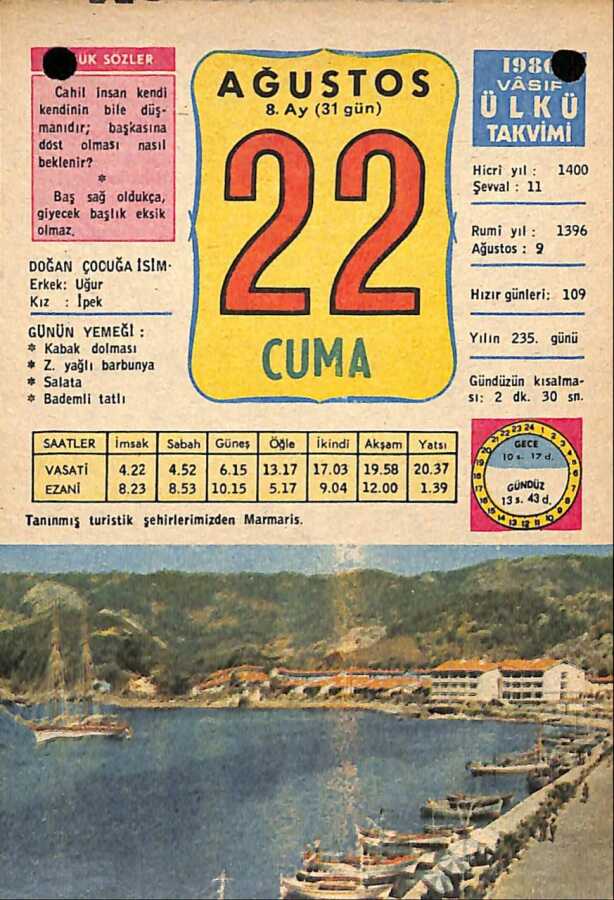 UK SÖZLER
Cahil insan kendi
kendinin bile düş-
manıdır; başkasına
dost olması nasıl
beklenir?
*
Baş sağ oldukça,
giyecek başlık eksik
olmaz.
DOĞAN ÇOCUĞA İSİM·
Erkek: Uğur
Kız : İpek
GÜNÜN YEMEĞİ :
* Kabak dolması
* Z. yağlı barbunya
* Salata
* Bademli tatlı
AĞUSTOS
8. Ay (31 gün)
22
CUMA
1980
VÂSIF
ÜLKÜ
TAKVİMİ
Hicri yıl : 1400
Şevval : 11
Rumi yıl : 1396
Ağustos : 9
Hızır günleri: 109
Yılın 235. günü
Gündüzün kısalma-
sı: 2 dk. 30 sn.
SAATLER İmsak Sabah Güneş Öğle İkindi Akşam Yatsı
VASATİ 4.22 4.52 6.15 13.17 17.03 19.58 20.37
EZANİ 8.23 8.53 10.15 5.17 9.04 12.00 1.39
GECE
10 s. 17 d.
GÜNDÜZ
13 s. 43 d.
Tanınmış turistik şehirlerimizden Marmaris.